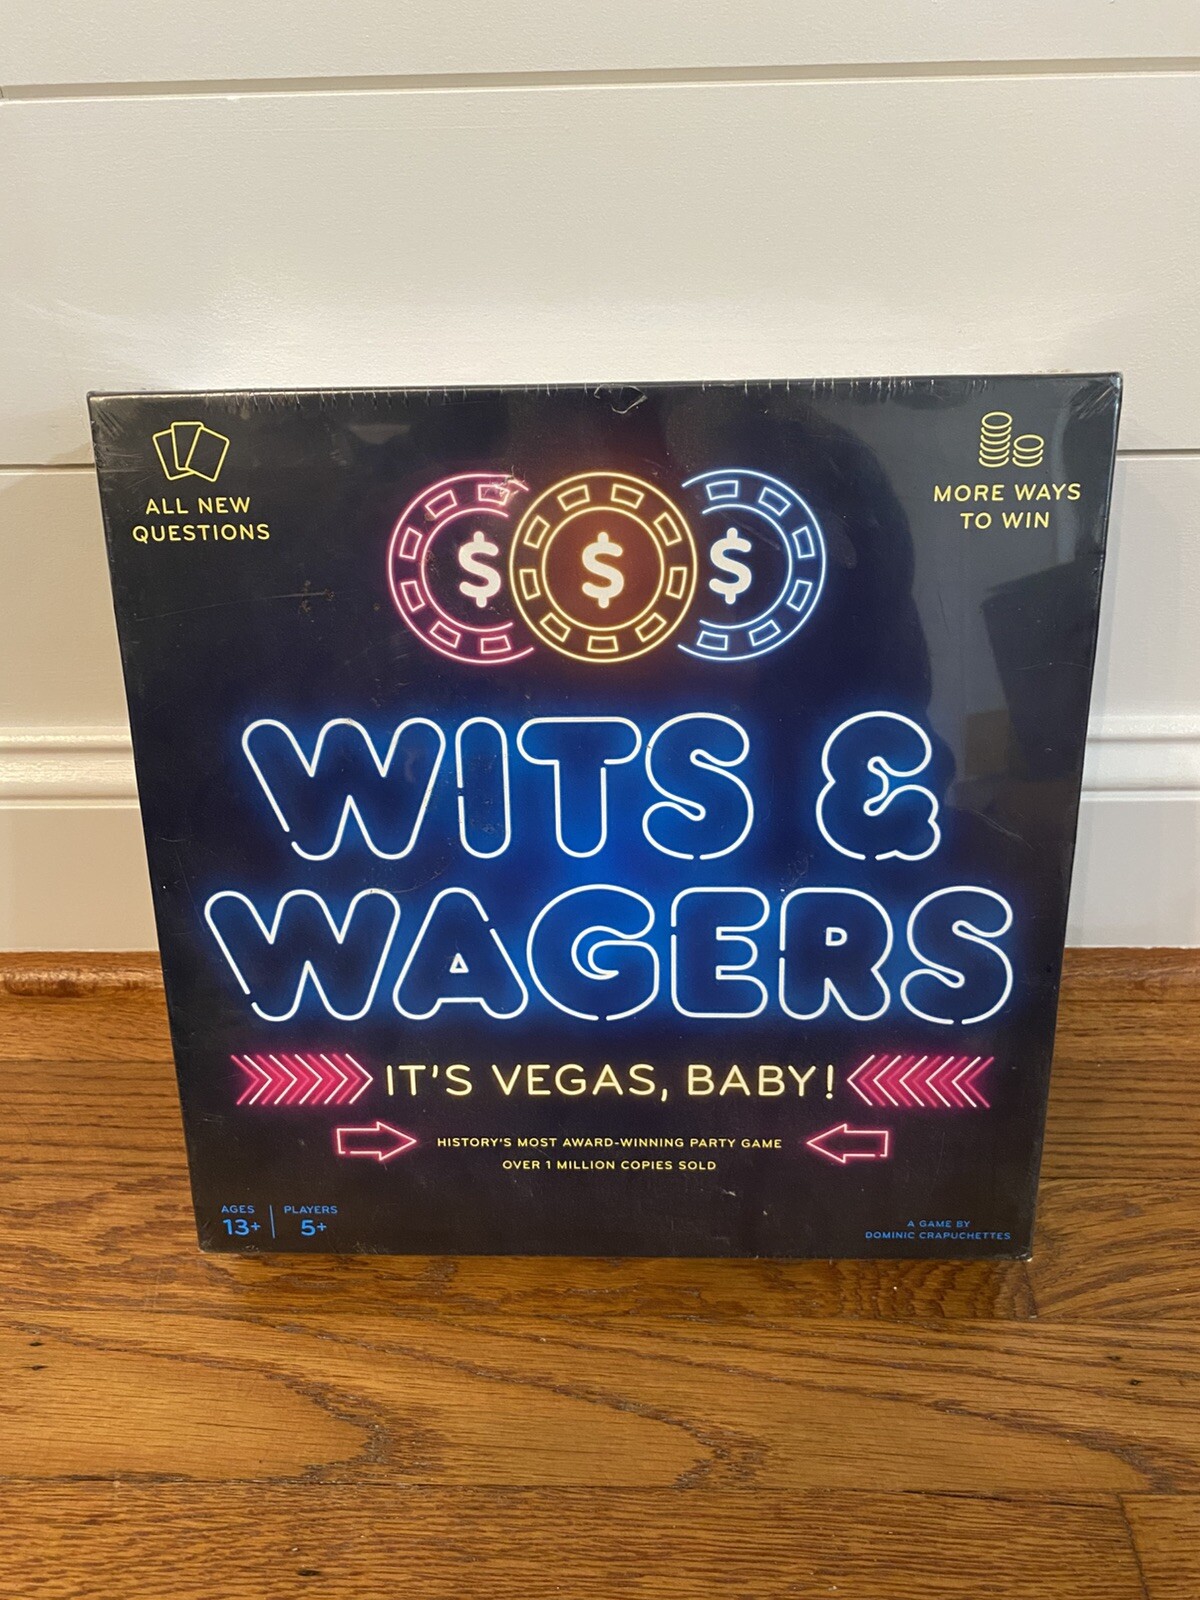 ALL NEW
QUESTIONS
MORE WAYS
TO WIN
$ $ $
WITS &
WAGERS
IT'S VEGAS, BABY!
HISTORY'S MOST AWARD-WINNING PARTY GAME
OVER 1 MILLION COPIES SOLD
AGES
13+
PLAYERS
5+
A GAME BY
DOMINIC CRAPUCHETTES